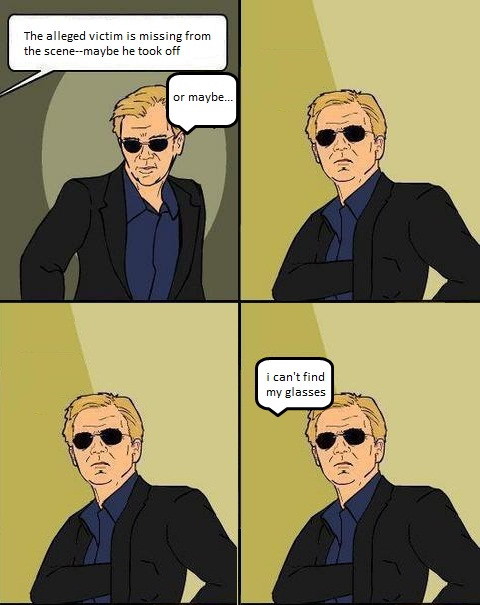 The alleged victim is missing from
the scene--maybe he took off
or maybe...
i can't find
my glasses